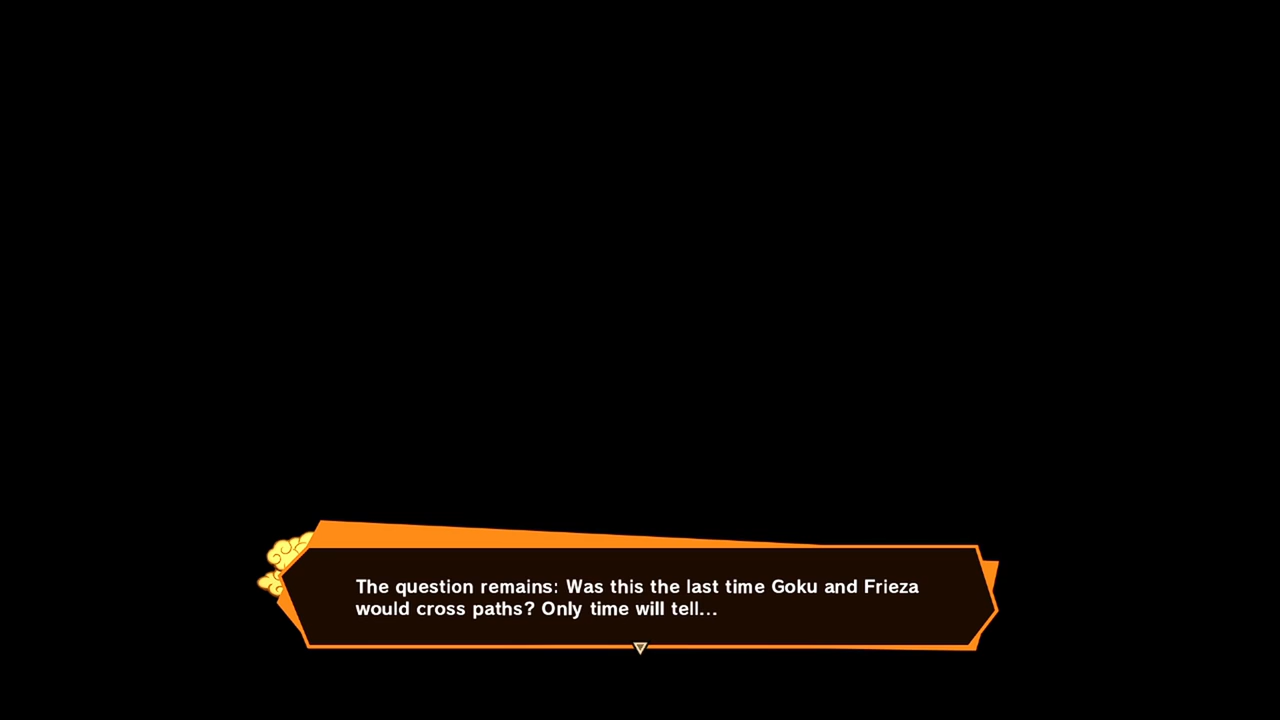 The question remains: Was this the last time Goku and Frieza
would cross paths? Only time will tell...